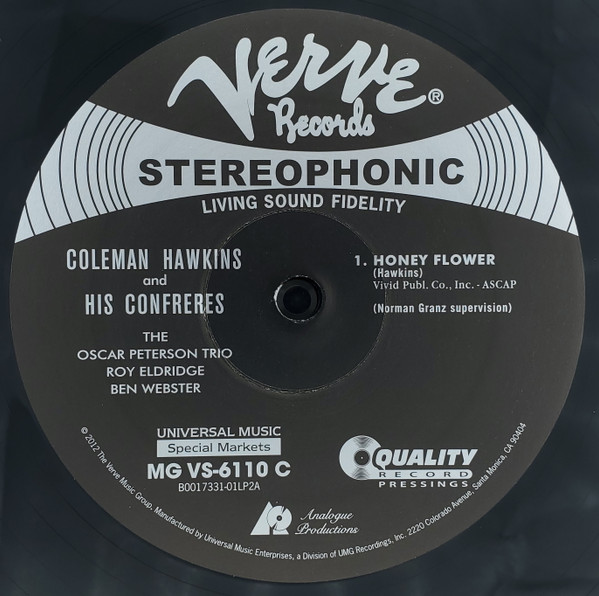 VERVE®
Records
STEREOPHONIC
LIVING SOUND FIDELITY
COLEMAN HAWKINS
and
HIS CONFRERES
THE
OSCAR PETERSON TRIO
ROY ELDRIDGE
BEN WEBSTER
1. HONEY FLOWER
(Hawkins)
Vivid Publ. Co., Inc. - ASCAP
(Norman Granz supervision)
UNIVERSAL MUSIC
Special Markets
MG VS-6110 C
B0017331-01LP2A
QUALITY
RECORD
PRESSINGS
AP Analogue
Productions
© 2012 The Verve Music Group, Manufactured by Universal Music Enterprises, a Division of UMG Recordings, Inc. 2220 Colorado Avenue, Santa Monica, CA 90404